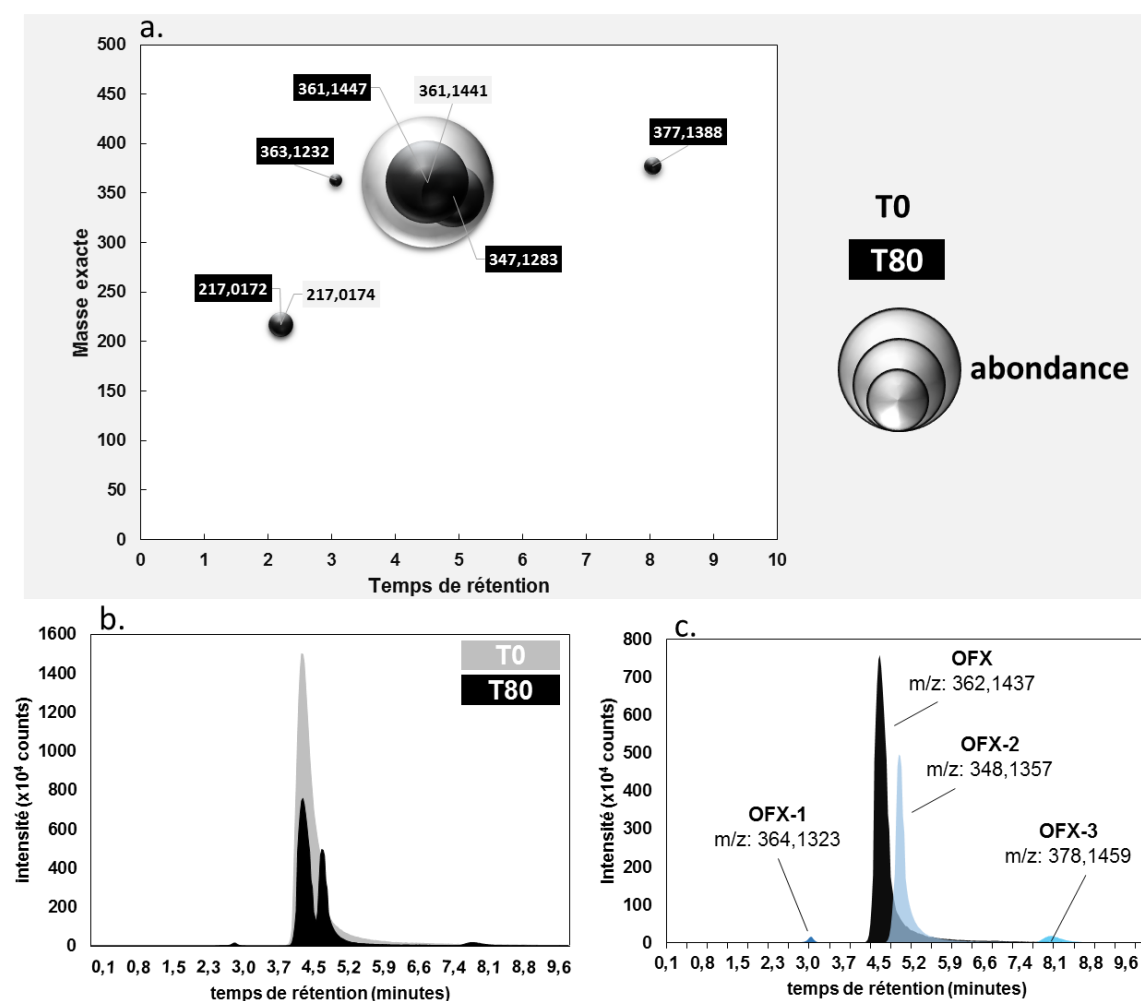 a.
500
450
400
350
300
250
200
150
100
50
0
Masse exacte
361,1447
361,1441
363,1232
377,1388
347,1283
217,0172
217,0174
0 1 2 3 4 5 6 7 8 9 10
Temps de rétention
T0
T80
abondance
b.
1600
1400
1200
1000
800
600
400
200
0
intensité (x10⁴ counts)
T0
T80
0,1 0,8 1,5 2,3 3,0 3,7 4,5 5,2 5,9 6,6 7,4 8,1 8,8 9,6
temps de rétention (minutes)
c.
800
700
600
500
400
300
200
100
0
Intensité (x10⁴ counts)
OFX
m/z: 362,1437
OFX-2
m/z: 348,1357
OFX-1
m/z: 364,1323
OFX-3
m/z: 378,1459
0,1 0,8 1,5 2,3 3,0 3,7 4,5 5,2 5,9 6,6 7,4 8,1 8,8 9,6
temps de rétention (minutes)